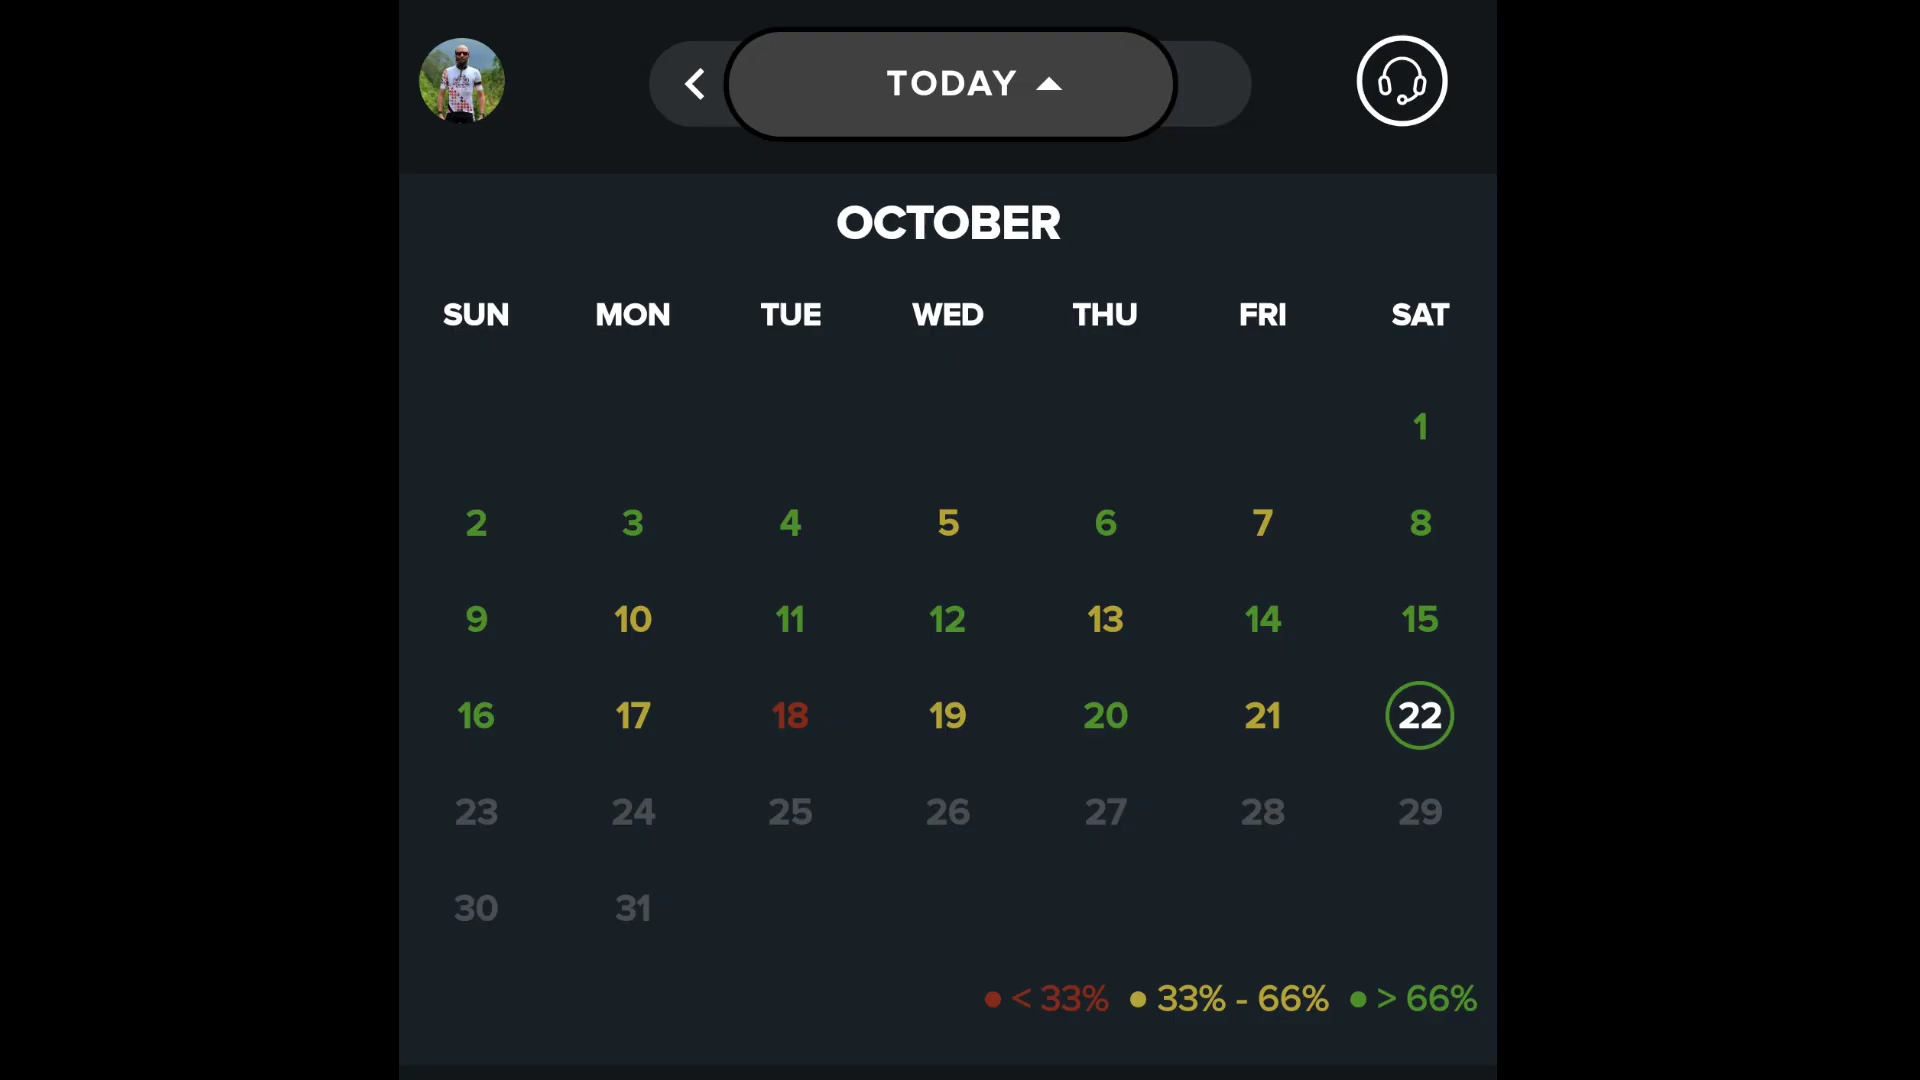 TODAY
OCTOBER
SUN MON TUE WED THU FRI SAT
1
2 3 4 5 6 7 8
9 10 11 12 13 14 15
16 17 18 19 20 21 22
23 24 25 26 27 28 29
30 31
< 33% 33% - 66% > 66%